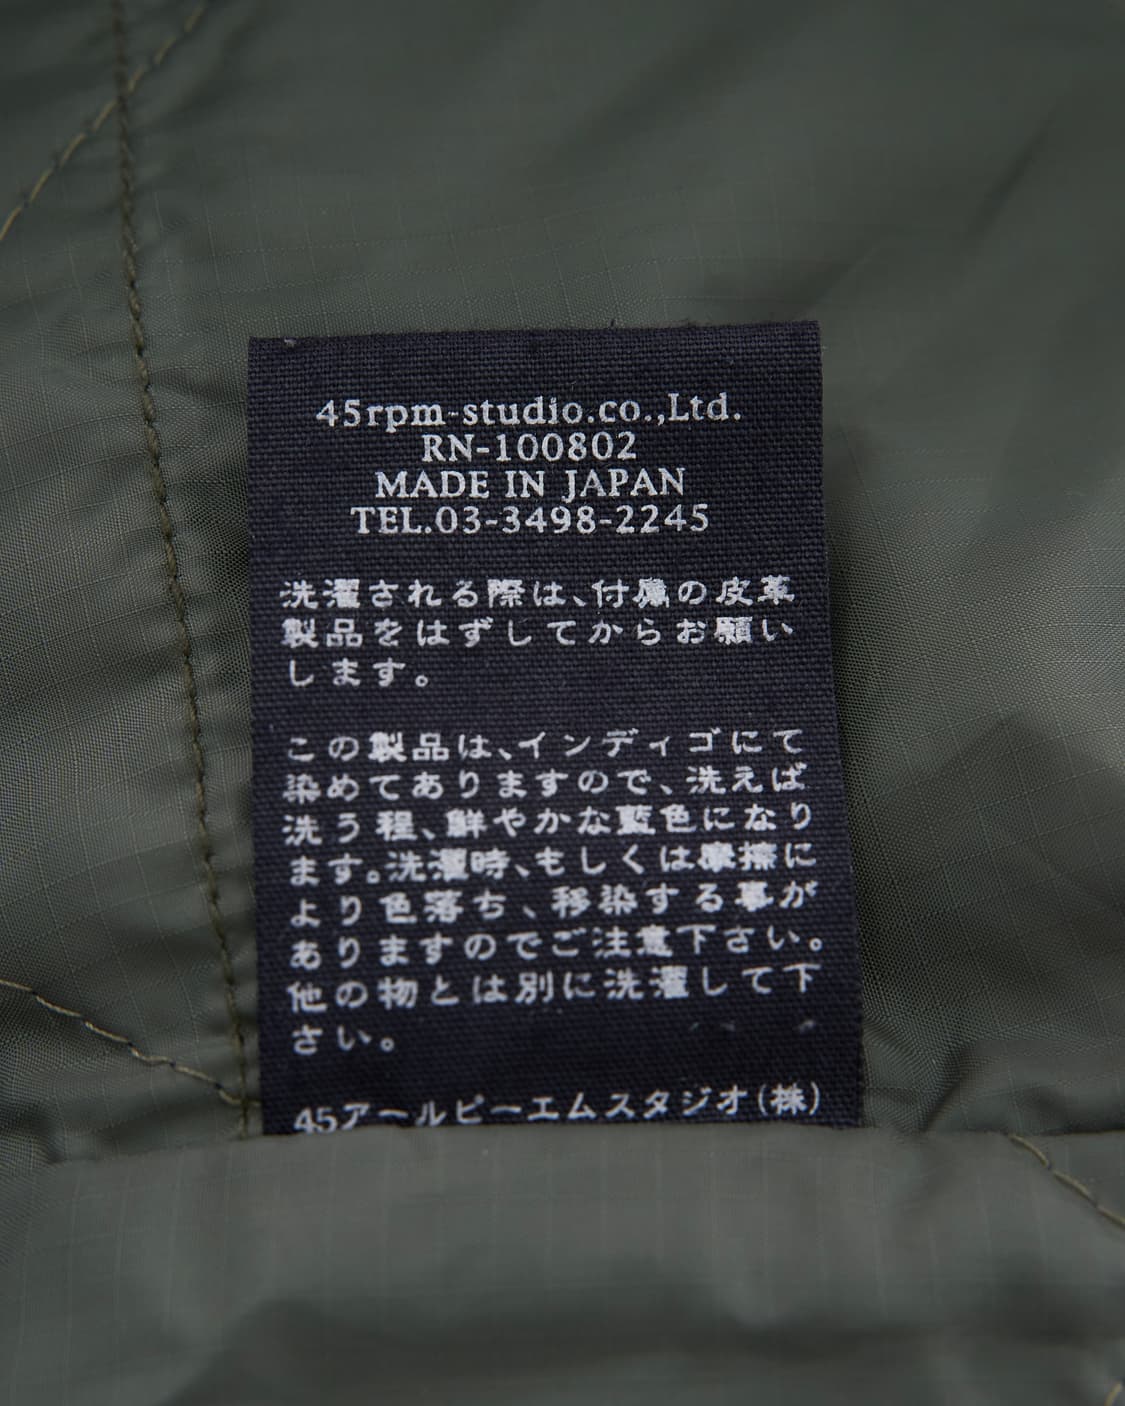 45rpm-studio.co.,Ltd.
RN-100802
MADE IN JAPAN
TEL.03-3498-2245
洗濯される際は、付属の皮革
製品をはずしてからお願い
します。
この製品は、インディゴにて
染めてありますので、洗えば
洗う程、鮮やかな藍色になり
ます。洗濯時、もしくは摩擦に
より色落ち、移染する事が
ありますのでご注意下さい。
他の物とは別に洗濯して下
さい。
45アールピーエムスタジオ(株)